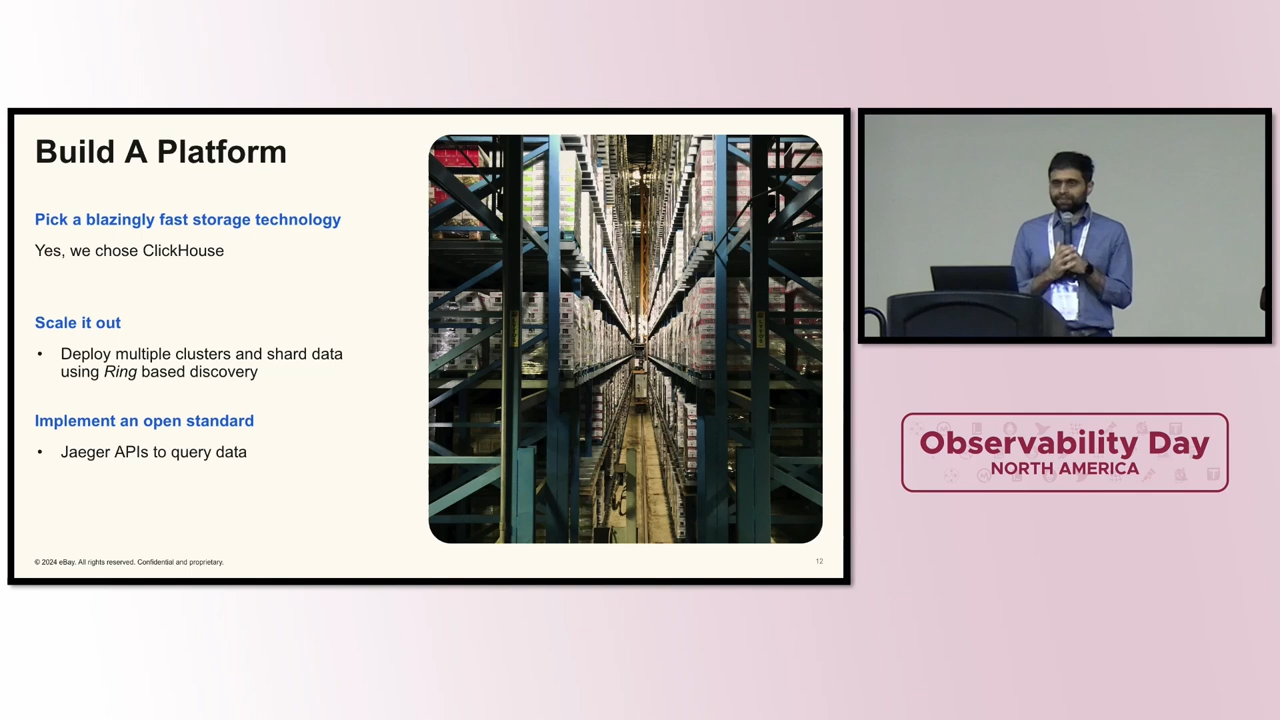 Build A Platform
Pick a blazingly fast storage technology
Yes, we chose ClickHouse
Scale it out
• Deploy multiple clusters and shard data
using Ring based discovery
Implement an open standard
• Jaeger APIs to query data
© 2024 eBay. All rights reserved. Confidential and proprietary.
12
Observability Day
NORTH AMERICA